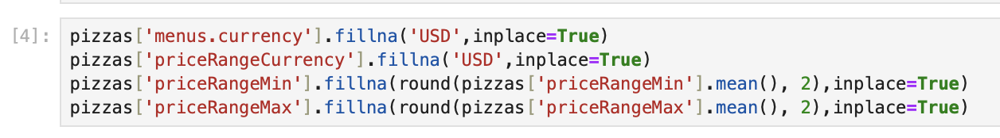 [4]:
pizzas['menus.currency'].fillna('USD',inplace=True)
pizzas['priceRangeCurrency'].fillna('USD',inplace=True)
pizzas['priceRangeMin'].fillna(round(pizzas['priceRangeMin'].mean(), 2),inplace=True)
pizzas['priceRangeMax'].fillna(round(pizzas['priceRangeMax'].mean(), 2),inplace=True)